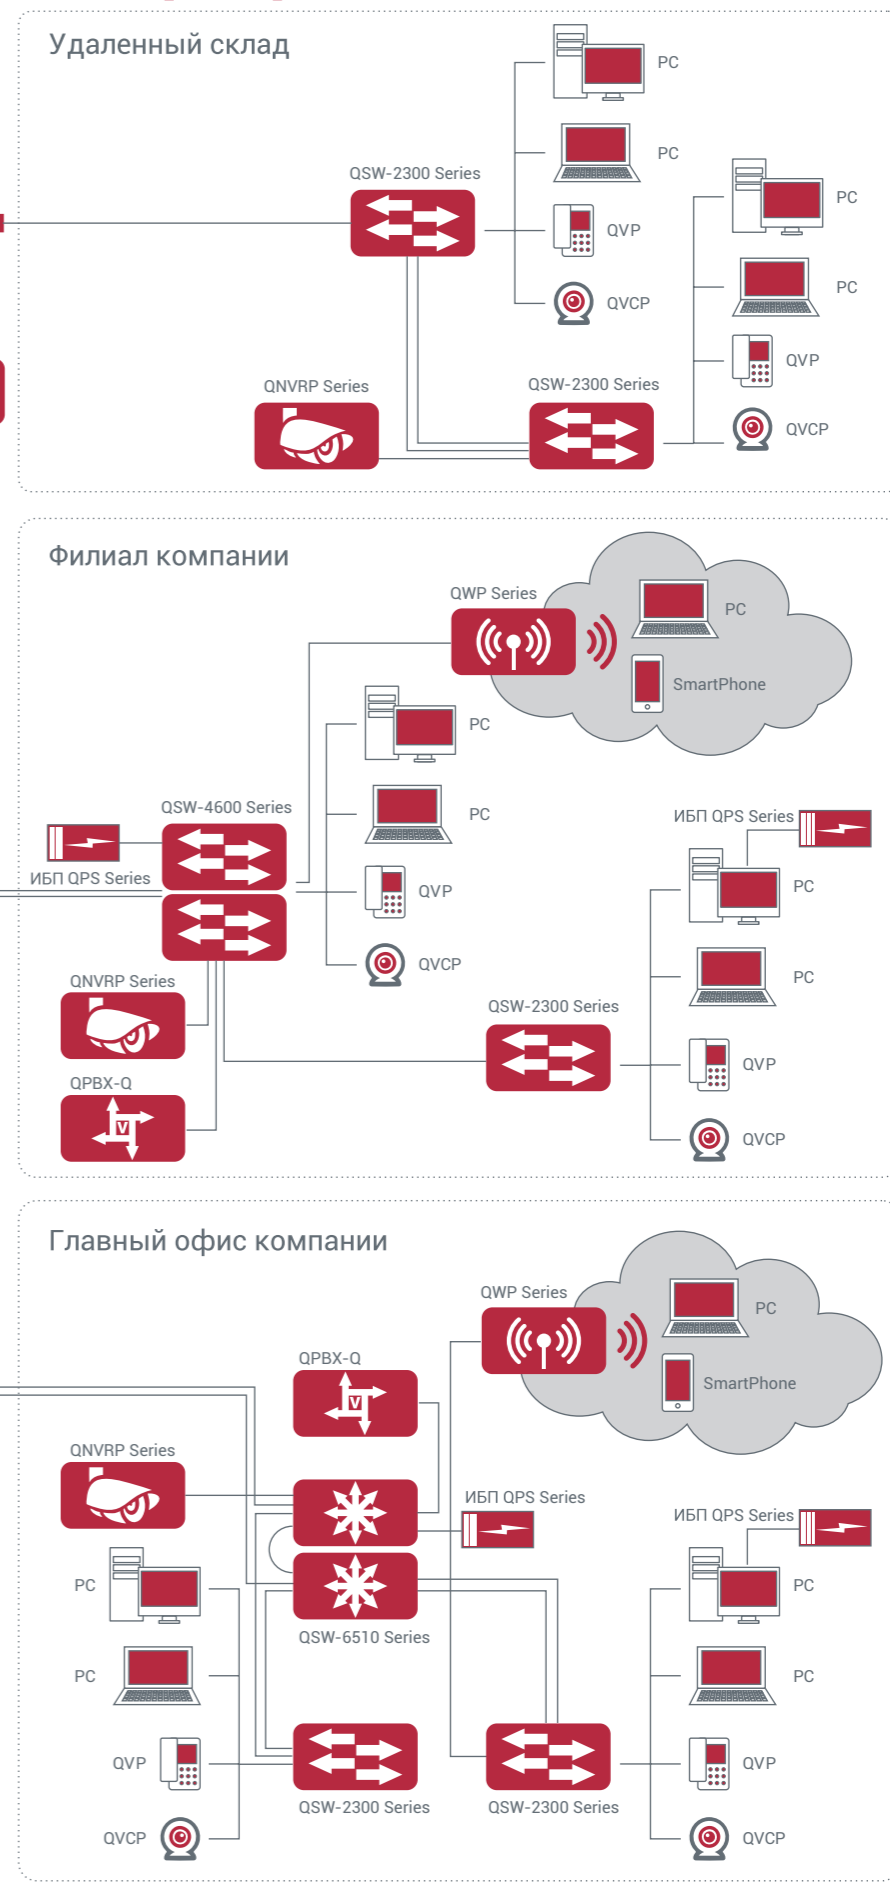 Удаленный склад
PC
PC
QSW-2300 Series
PC
QVP
PC
QVCP
QVP
QNVRP Series
QSW-2300 Series
QVCP
Филиал компании
QWP Series
PC
SmartPhone
PC
QSW-4600 Series
PC
ИБП QPS Series
ИБП QPS Series
PC
QVP
QVCP
PC
QNVRP Series
QSW-2300 Series
QVP
QPBX-Q
V
QVCP
Главный офис компании
QWP Series
PC
QPBX-Q
SmartPhone
V
QNVRP Series
ИБП QPS Series
ИБП QPS Series
PC
PC
QSW-6510 Series
PC
PC
QVP
QVP
QSW-2300 Series
QSW-2300 Series
QVCP
QVCP